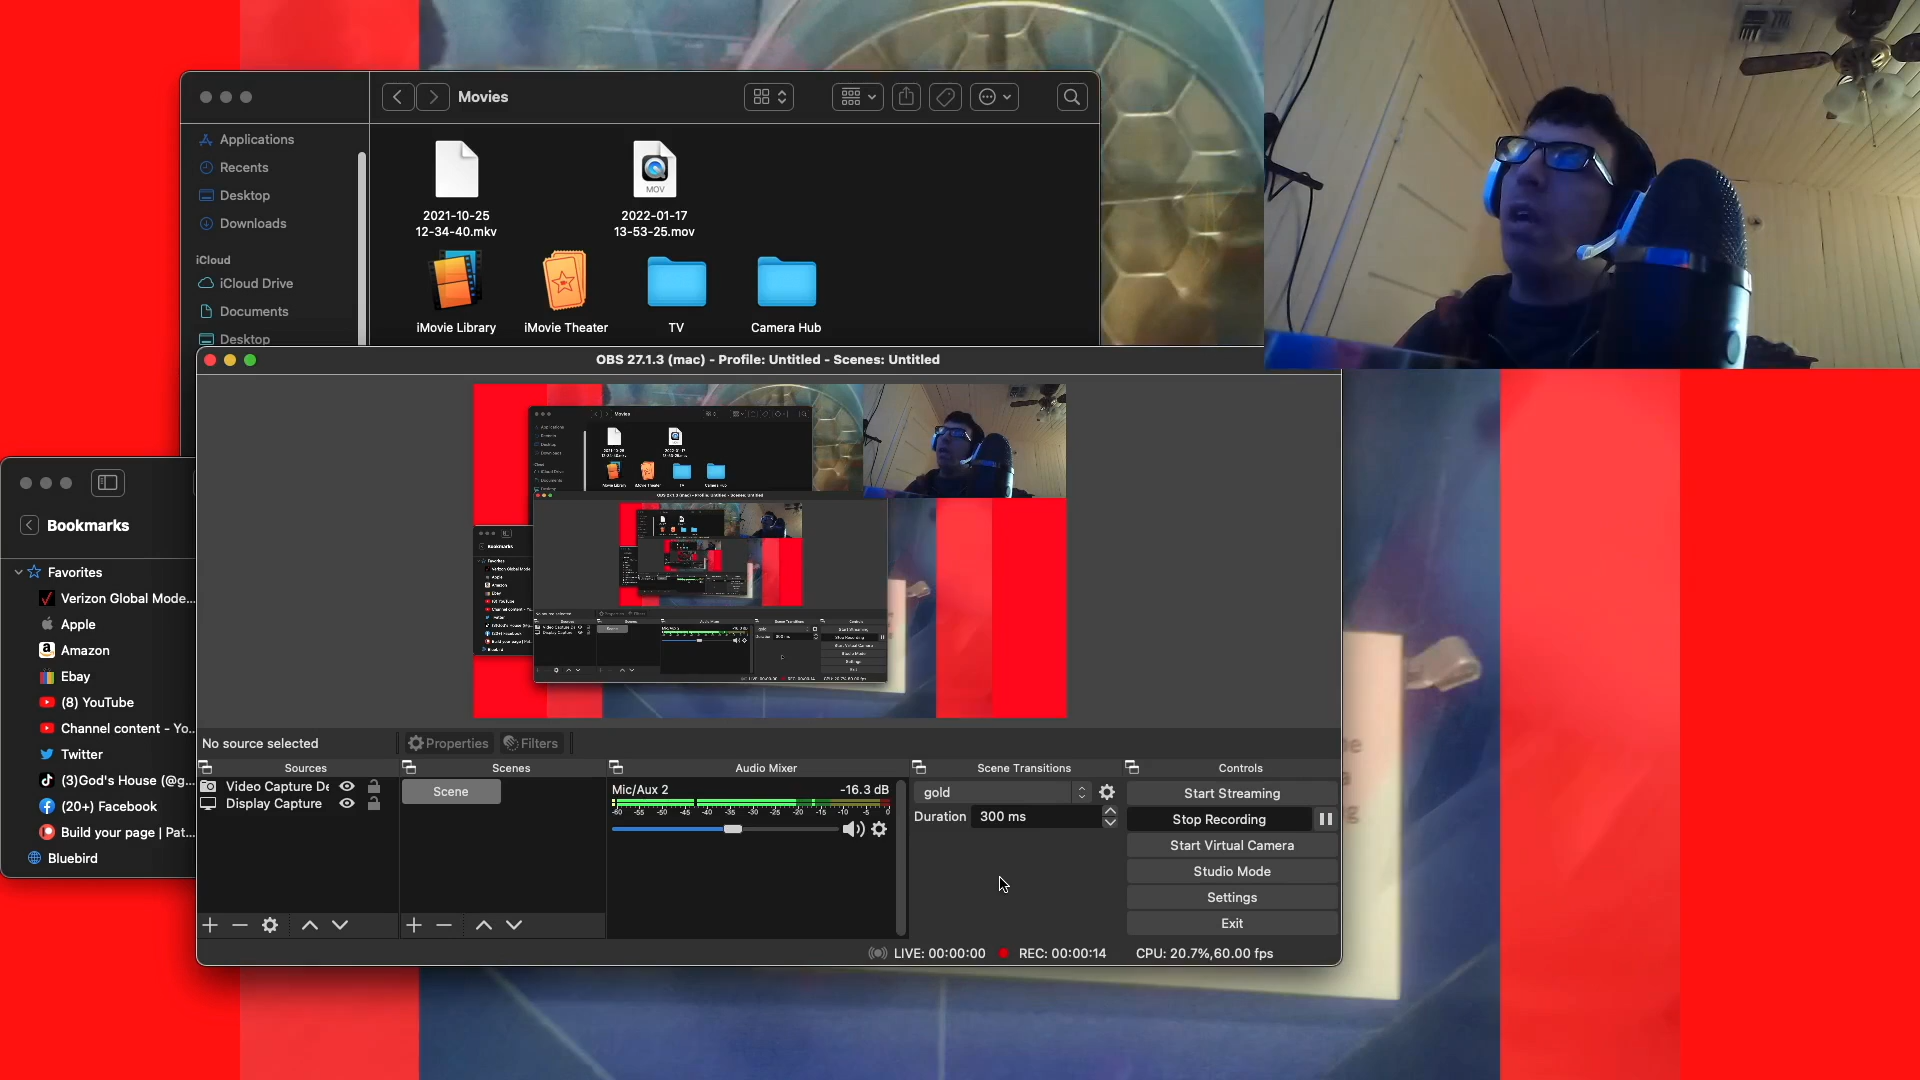 Movies
Applications
Recents
Desktop
Downloads
iCloud
iCloud Drive
Documents
Desktop
MOV
2021-10-25
12-34-40.mkv
2022-01-17
13-53-25.mov
iMovie Library
iMovie Theater
TV
Camera Hub
OBS 27.1.3 (mac) - Profile: Untitled - Scenes: Untitled
Bookmarks
Favorites
Verizon Global Mode...
Apple
Amazon
Ebay
(8) YouTube
Channel content - Yo...
Twitter
(3)God's House (@g...
(20+) Facebook
Build your page | Pat...
Bluebird
No source selected
Properties
Filters
Sources
Video Capture De
Display Capture
Scenes
Scene
Audio Mixer
Mic/Aux 2
-16.3 dB
-60 -55 -50 -45 -40 -35 -30 -25 -20 -15 -10 -5 0
Scene Transitions
gold
Duration
300 ms
Controls
Start Streaming
Stop Recording
Start Virtual Camera
Studio Mode
Settings
Exit
LIVE: 00:00:00
REC: 00:00:14
CPU: 20.7%,60.00 fps